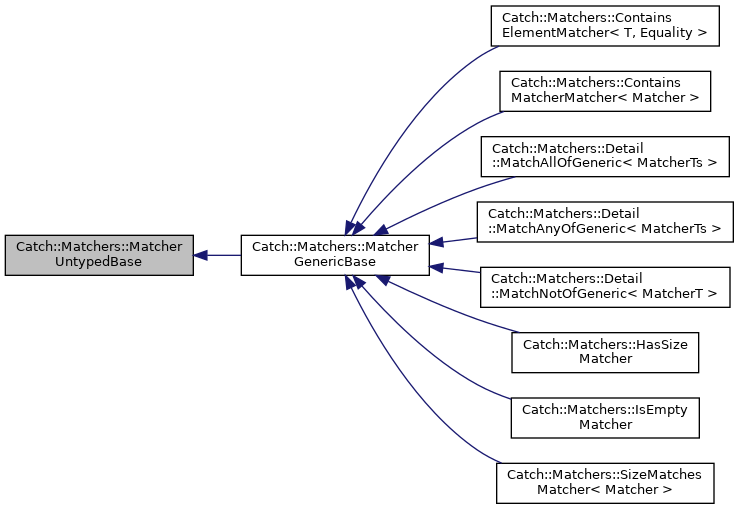 Catch::Matchers::Matcher
UntypedBase
Catch::Matchers::Matcher
GenericBase
Catch::Matchers::Contains
ElementMatcher< T, Equality >
Catch::Matchers::Contains
MatcherMatcher< Matcher >
Catch::Matchers::Detail
::MatchAllOfGeneric< MatcherTs >
Catch::Matchers::Detail
::MatchAnyOfGeneric< MatcherTs >
Catch::Matchers::Detail
::MatchNotOfGeneric< MatcherT >
Catch::Matchers::HasSize
Matcher
Catch::Matchers::IsEmpty
Matcher
Catch::Matchers::SizeMatches
Matcher< Matcher >